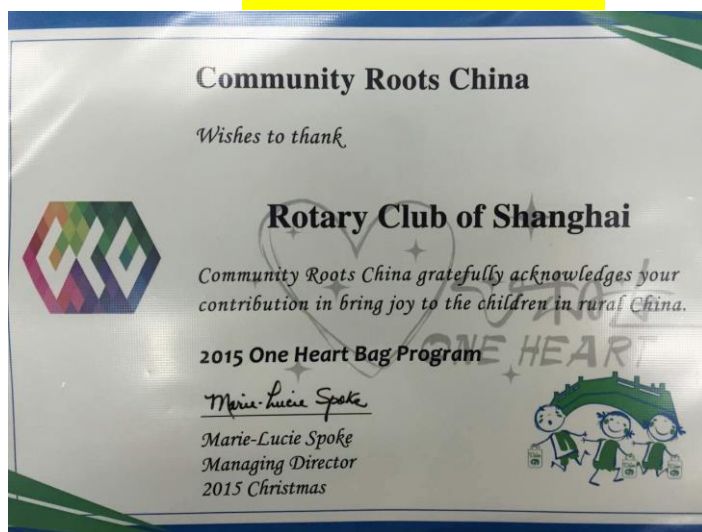 Community Roots China
Wishes to thank
Rotary Club of Shanghai
Community Roots China gratefully acknowledges your
contribution in bring joy to the children in rural China.
ONE HEART
2015 One Heart Bag Program
Marie-Lucie Spoke
Marie-Lucie Spoke
Managing Director
2015 Christmas